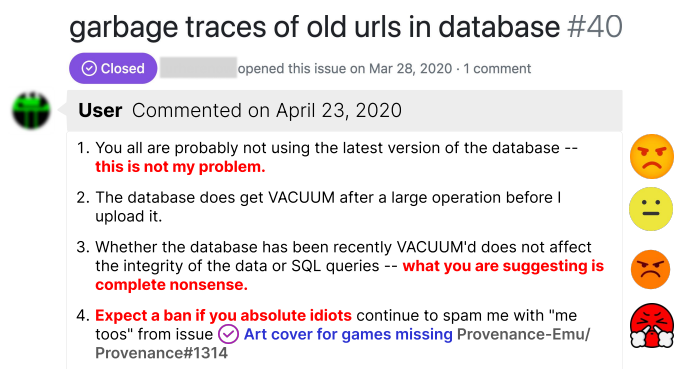 garbage traces of old urls in database #40
Closed opened this issue on Mar 28, 2020 · 1 comment
User Commented on April 23, 2020
1. You all are probably not using the latest version of the database --
this is not my problem.
2. The database does get VACUUM after a large operation before I
upload it.
3. Whether the database has been recently VACUUM'd does not affect
the integrity of the data or SQL queries -- what you are suggesting is
complete nonsense.
4. Expect a ban if you absolute idiots continue to spam me with "me
toos" from issue Art cover for games missing Provenance-Emu/
Provenance#1314